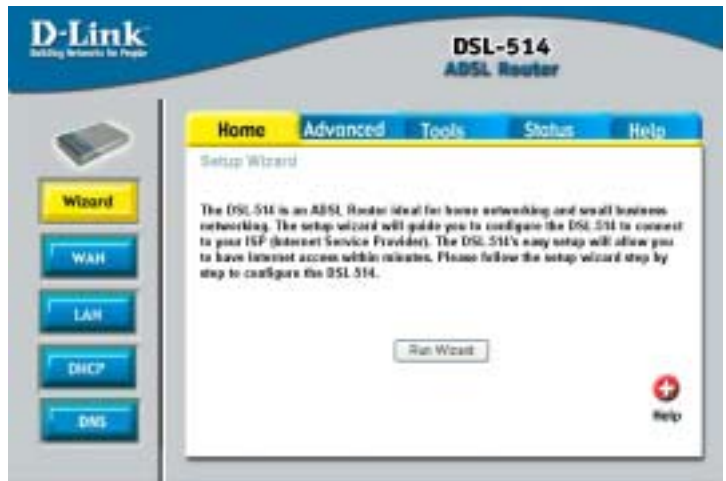 D-Link
Building Networks for People
DSL-514
ADSL Router
Home Advanced Tools Status Help
Setup Wizard
Wizard
WAN
LAN
DHCP
DNS
The DSL-514 is an ADSL Router ideal for home networking and small business
networking. The setup wizard will guide you to configure the DSL-514 to connect
to your ISP (Internet Service Provider). The DSL-514's easy setup will allow you
to have Internet access within minutes. Please follow the setup wizard step by
step to configure the DSL-514.
Run Wizard
Help